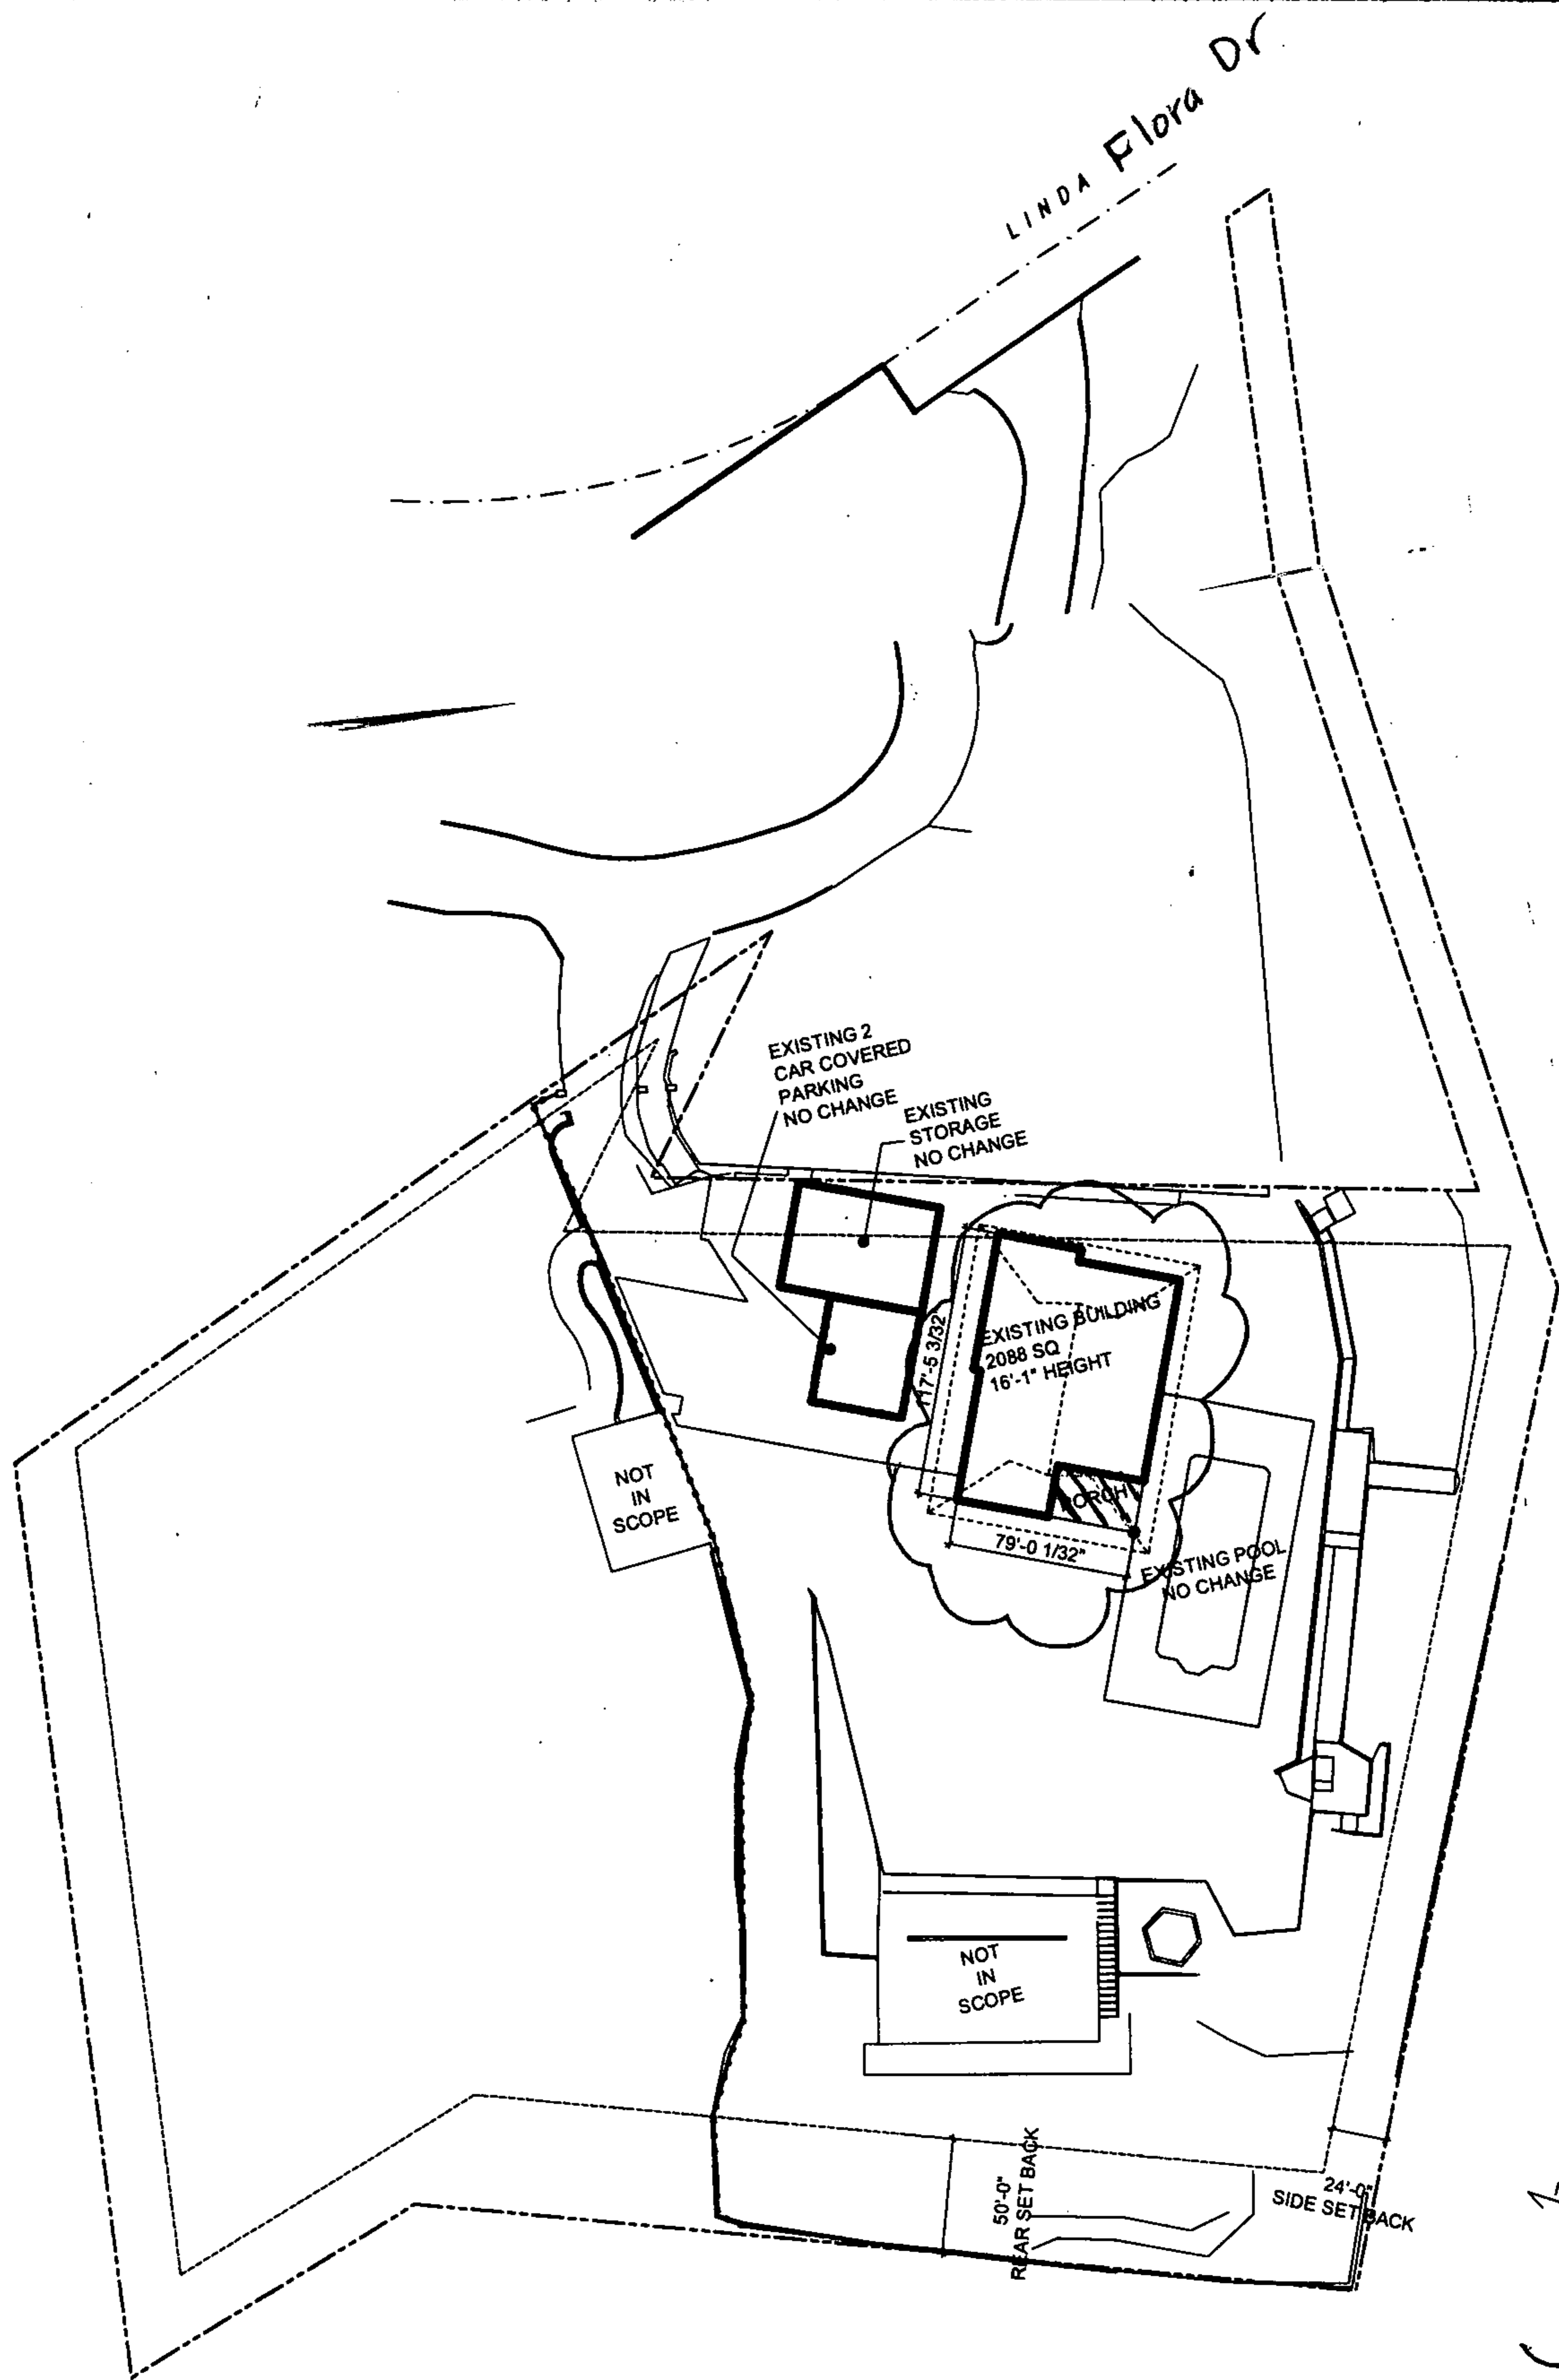 LINDA Flora Dr
EXISTING 2
CAR COVERED
PARKING
NO CHANGE
EXISTING
STORAGE
NO CHANGE
EXISTING BUILDING
2088 SQ
16'-1" HEIGHT
17'-5 3/32"
PORCH
79'-0 1/32"
EXISTING POOL
NO CHANGE
NOT
IN
SCOPE
NOT
IN
SCOPE
50'-0"
REAR SET BACK
24'-0"
SIDE SET BACK